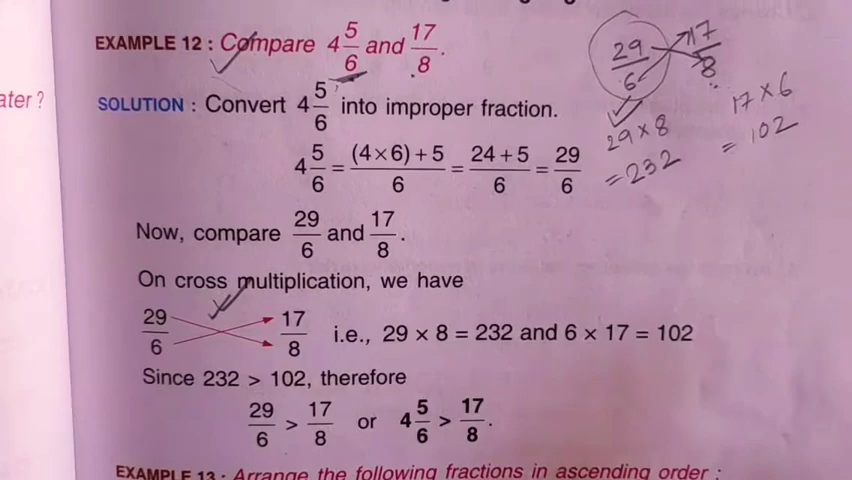 ater ?
EXAMPLE 12 : Compare 4 5/6 and 17/8.
SOLUTION : Convert 4 5/6 into improper fraction.
4 5/6 = (4×6)+5/6 = 24+5/6 = 29/6
Now, compare 29/6 and 17/8.
On cross multiplication, we have
29/6 17/8 i.e., 29 × 8 = 232 and 6 × 17 = 102
Since 232 > 102, therefore
29/6 > 17/8 or 4 5/6 > 17/8.
EXAMPLE 13 : Arrange the following fractions in ascending order :
29/6 17/8
29×8
=232
17×6
= 102